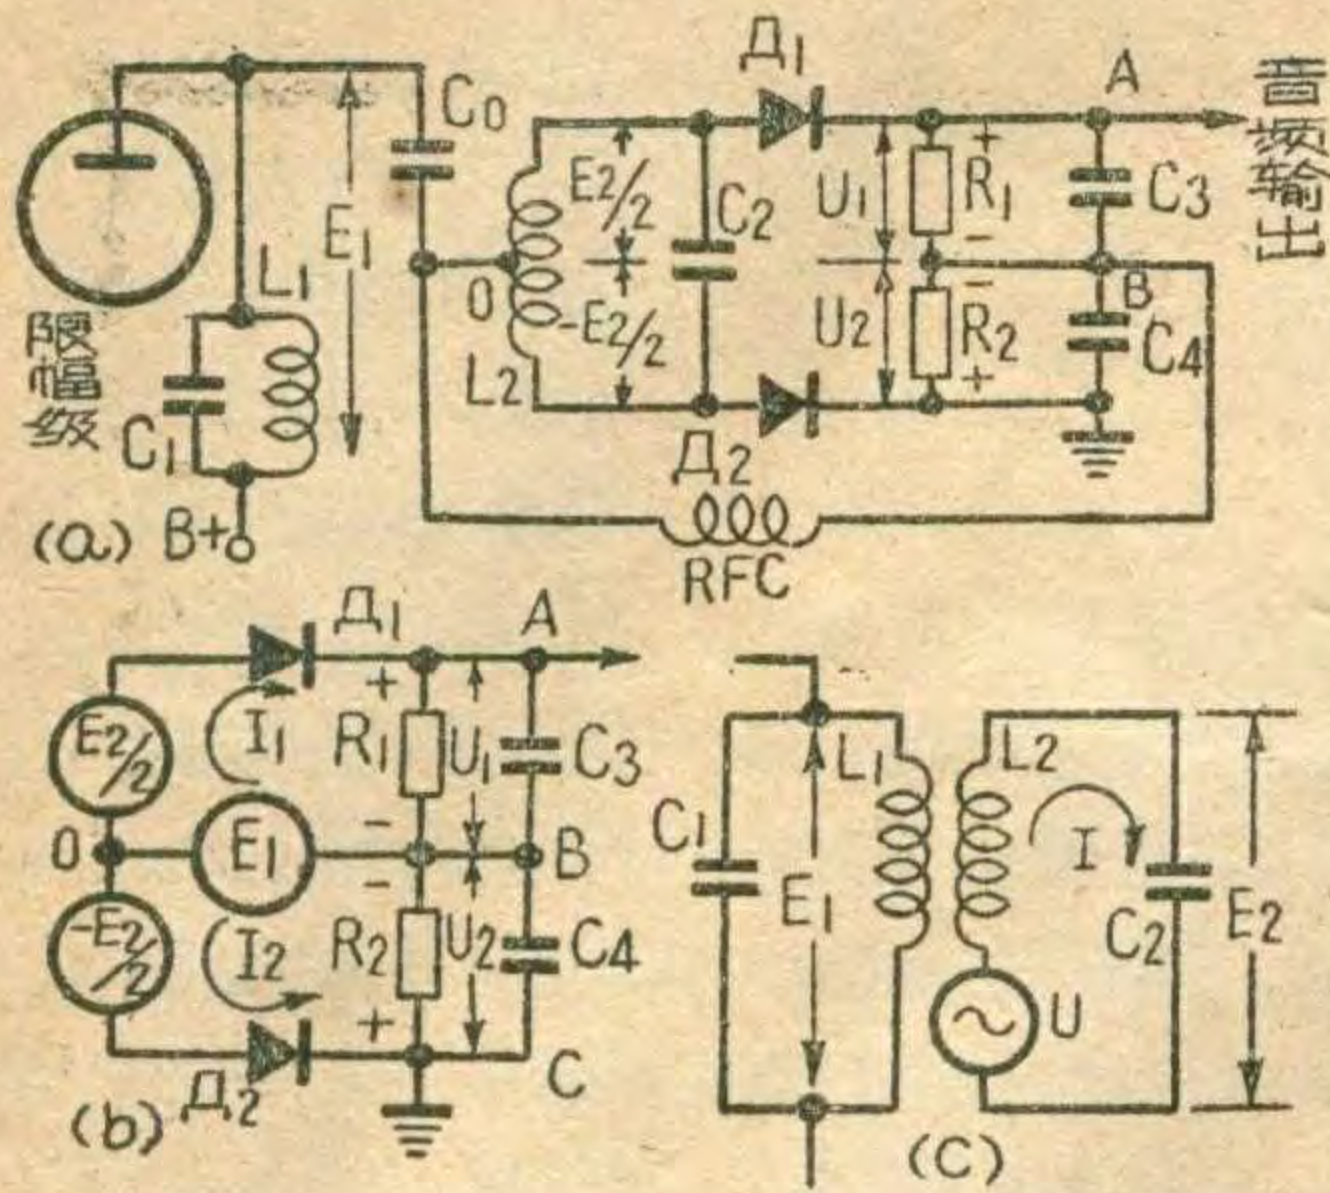 限幅级
C0
E1
L1
C1
B+
(a)
O
L2
E2/2
-E2/2
C2
Д1
Д2
U1
U2
+
R1
-
-
R2
+
A
C3
B
C4
音频输出
RFC
Д1
A
E2/2
I1
+
R1
U1
C3
O
E1
-
-
B
-E2/2
I2
R2
U2
C4
+
C
Д2
(b)
C1
E1
L1
L2
I
C2
E2
U
(C)